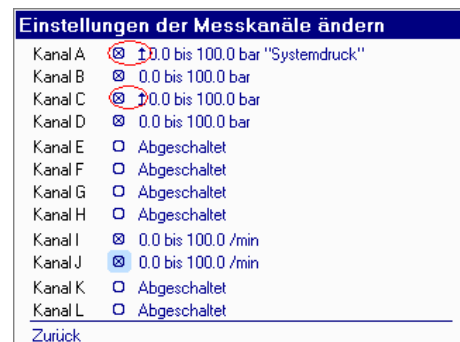 Einstellungen der Messkanäle ändern
Kanal A ⊗ ↥0.0 bis 100.0 bar "Systemdruck"
Kanal B ⊗ 0.0 bis 100.0 bar
Kanal C ⊗ ↥0.0 bis 100.0 bar
Kanal D ⊗ 0.0 bis 100.0 bar
Kanal E O Abgeschaltet
Kanal F O Abgeschaltet
Kanal G O Abgeschaltet
Kanal H O Abgeschaltet
Kanal I ⊗ 0.0 bis 100.0 /min
Kanal J ⊗ 0.0 bis 100.0 /min
Kanal K O Abgeschaltet
Kanal L O Abgeschaltet
Zurück